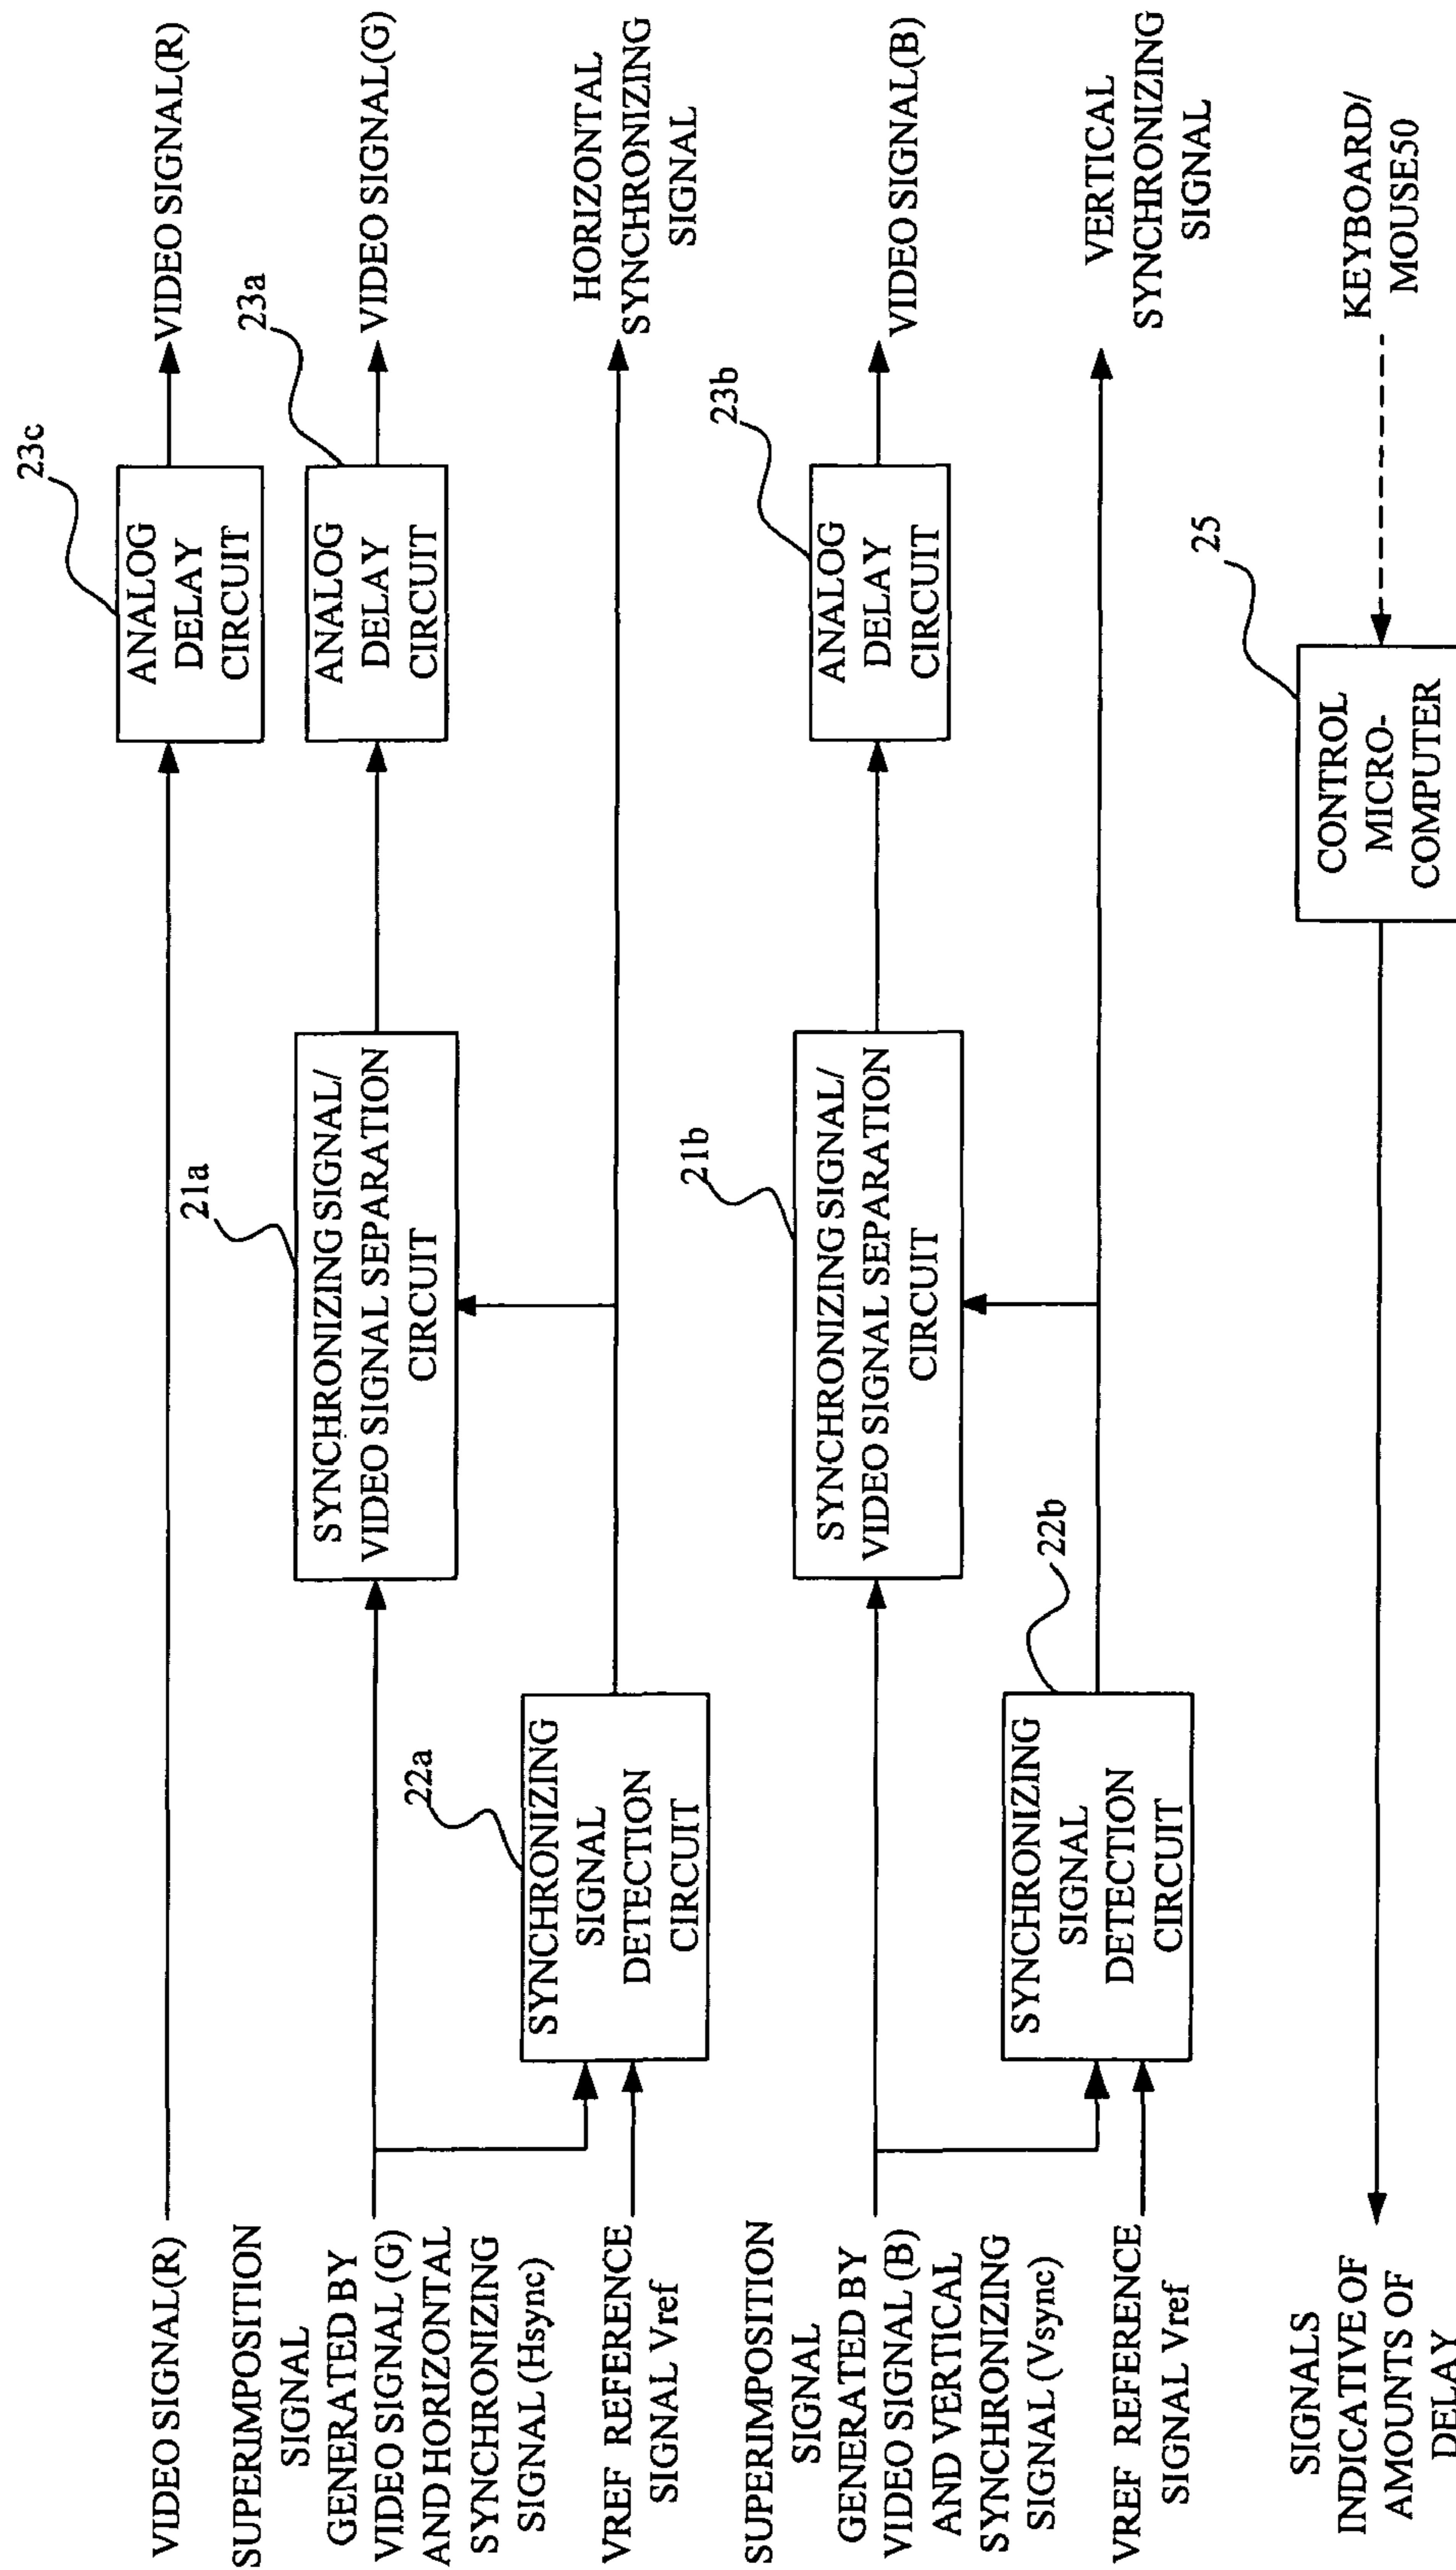 VIDEO SIGNAL(R)
23c
ANALOG
DELAY
CIRCUIT
VIDEO SIGNAL(R)
SUPERIMPOSITION
SIGNAL
GENERATED BY
VIDEO SIGNAL (G)
AND HORIZONTAL
SYNCHRONIZING
SIGNAL (Hsync)
21a
SYNCHRONIZING SIGNAL/
VIDEO SIGNAL SEPARATION
CIRCUIT
23a
ANALOG
DELAY
CIRCUIT
VIDEO SIGNAL(G)
VREF REFERENCE
SIGNAL Vref
22a
SYNCHRONIZING
SIGNAL
DETECTION
CIRCUIT
HORIZONTAL
SYNCHRONIZING
SIGNAL
SUPERIMPOSITION
SIGNAL
GENERATED BY
VIDEO SIGNAL (B)
AND VERTICAL
SYNCHRONIZING
SIGNAL (Vsync)
21b
SYNCHRONIZING SIGNAL/
VIDEO SIGNAL SEPARATION
CIRCUIT
23b
ANALOG
DELAY
CIRCUIT
VIDEO SIGNAL(B)
VREF REFERENCE
SIGNAL Vref
22b
SYNCHRONIZING
SIGNAL
DETECTION
CIRCUIT
VERTICAL
SYNCHRONIZING
SIGNAL
SIGNALS
INDICATIVE OF
AMOUNTS OF
DELAY
25
CONTROL
MICRO-
COMPUTER
KEYBOARD/
MOUSE50